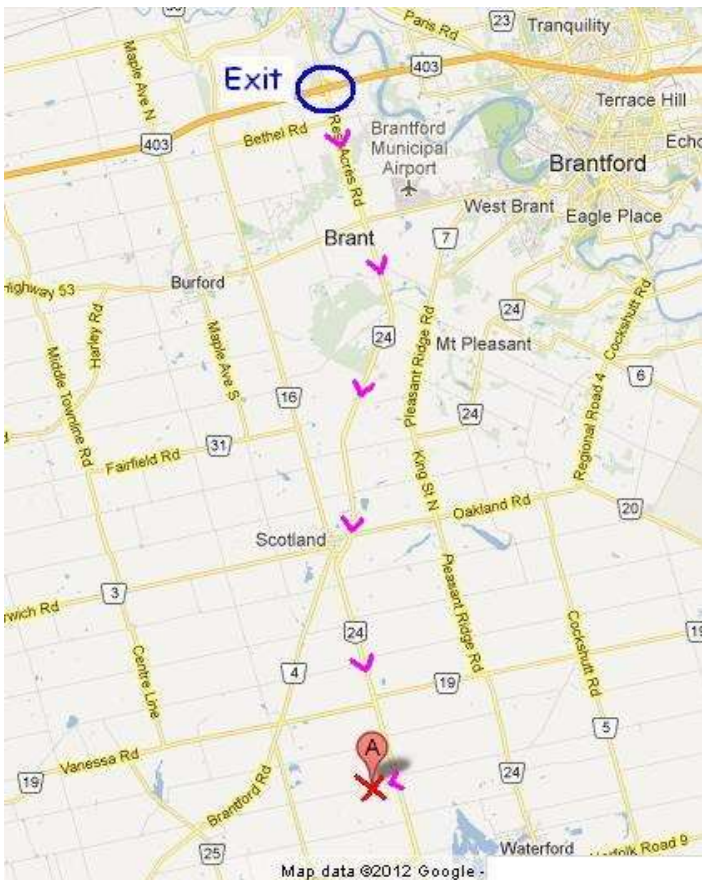 Paris Rd
23
Tranquility
Maple Ave N
Exit
403
Terrace Hill
403
Bethel Rd
Rest Acres Rd
Brantford
Municipal
Airport
Echo
Brantford
West Brant
Eagle Place
Brant
7
Highway 53
Burford
24
Cockshutt Rd
Harley Rd
Maple Ave S
24
Pleasant Ridge Rd
Mt Pleasant
Middle Townline Rd
16
6
24
Regional Road 4
31
Fairfield Rd
King St N
Oakland Rd
20
Scotland
Pleasant Ridge Rd
3
rwich Rd
24
19
Cockshutt Rd
Centre Line
4
19
5
Vanessa Rd
A
19
24
Brantford Rd
25
Waterford
Norfolk Road 9
Map data ©2012 Google -